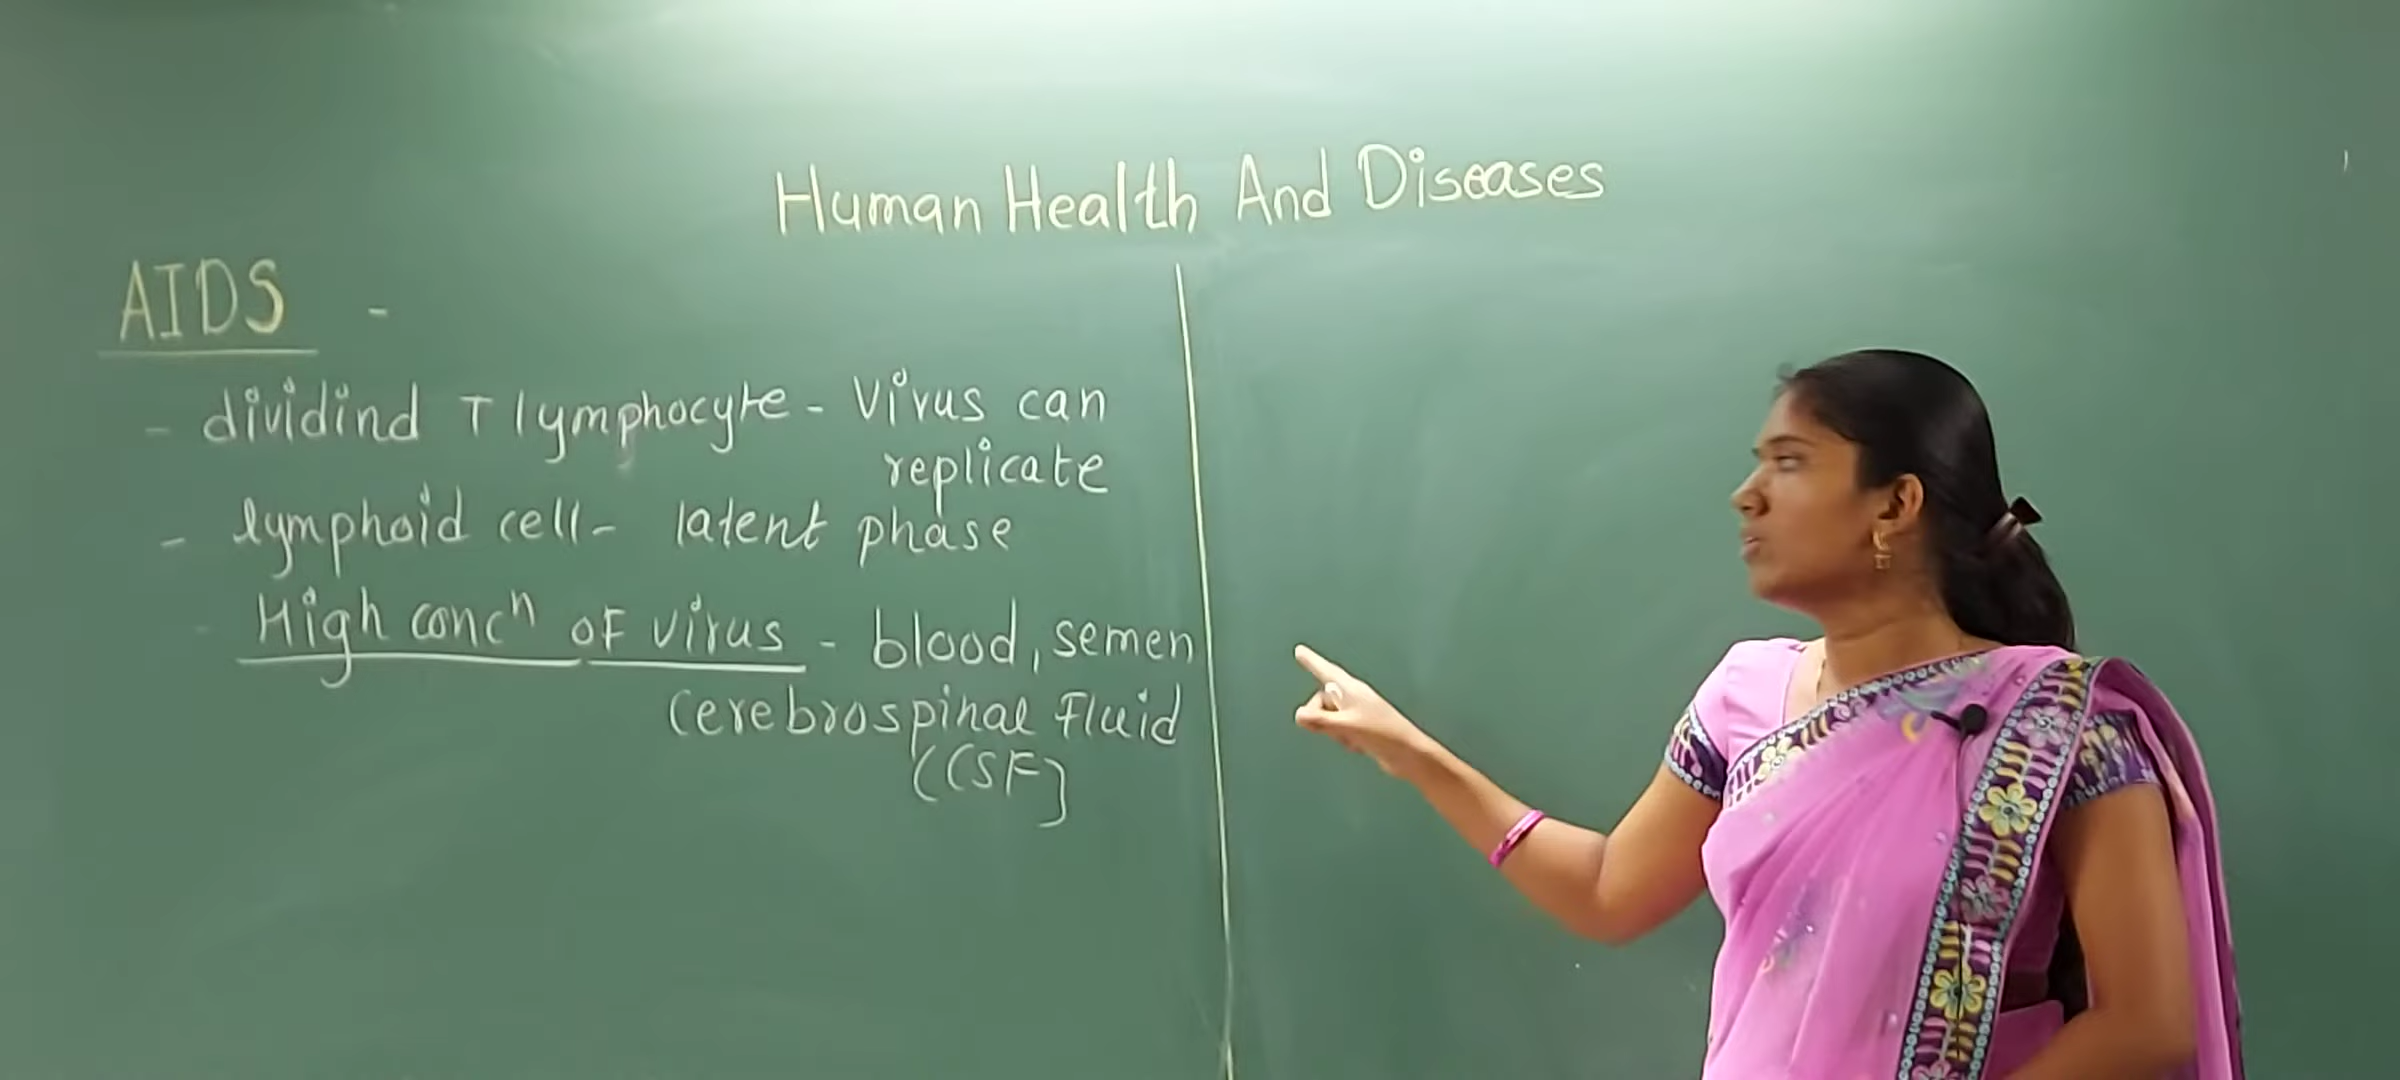 Human Health And Diseases
AIDS -
- dividind T lymphocyte - Virus can
replicate
- lymphoid cell - latent phase
- High concn of virus - blood, semen
Cerebrospinal Fluid
(CSF]